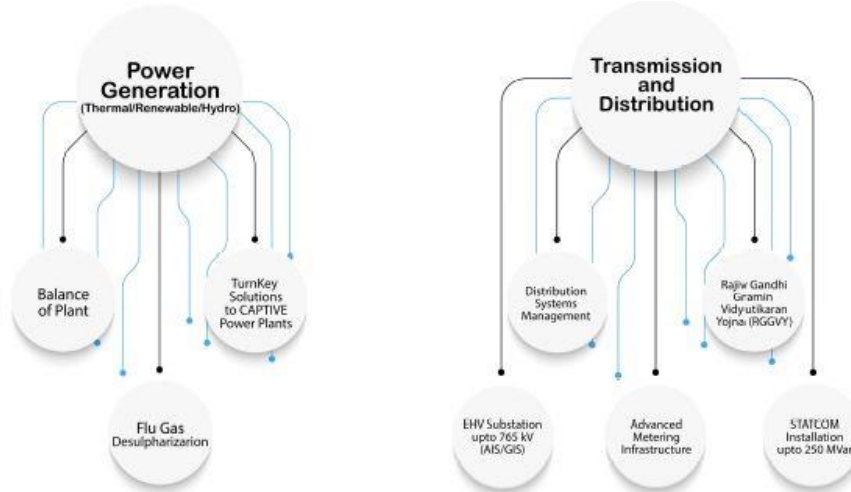 Power
Generation
(Thermal/Renewable/Hydro)
Balance
of Plant
TurnKey
Solutions
to CAPTIVE
Power Plants
Flu Gas
Desulpharizarion
Transmission
and
Distribution
Distribution
Systems
Management
Rajiv Gandhi
Gramin
Vidyutikaran
Yojna (RGGVY)
EHV Substation
upto 765 kV
(AIS/GIS)
Advanced
Metering
Infrastructure
STATCOM
Installation
upto 250 MVar